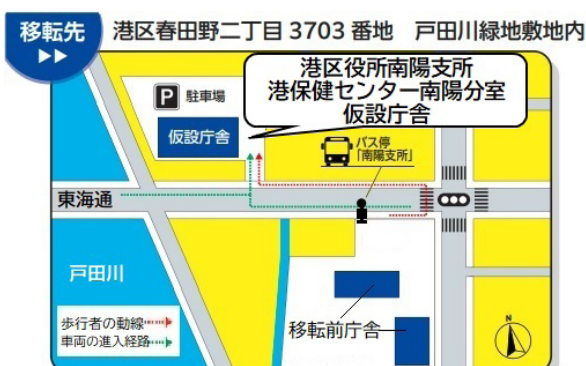 移転先
港区春田野二丁目 3703 番地　戸田川緑地敷地内
港区役所南陽支所
港保健センター南陽分室
仮設庁舎
P 駐車場
仮設庁舎
バス停
「南陽支所」
東海通
戸田川
歩行者の動線
車両の進入経路
移転前庁舎
N